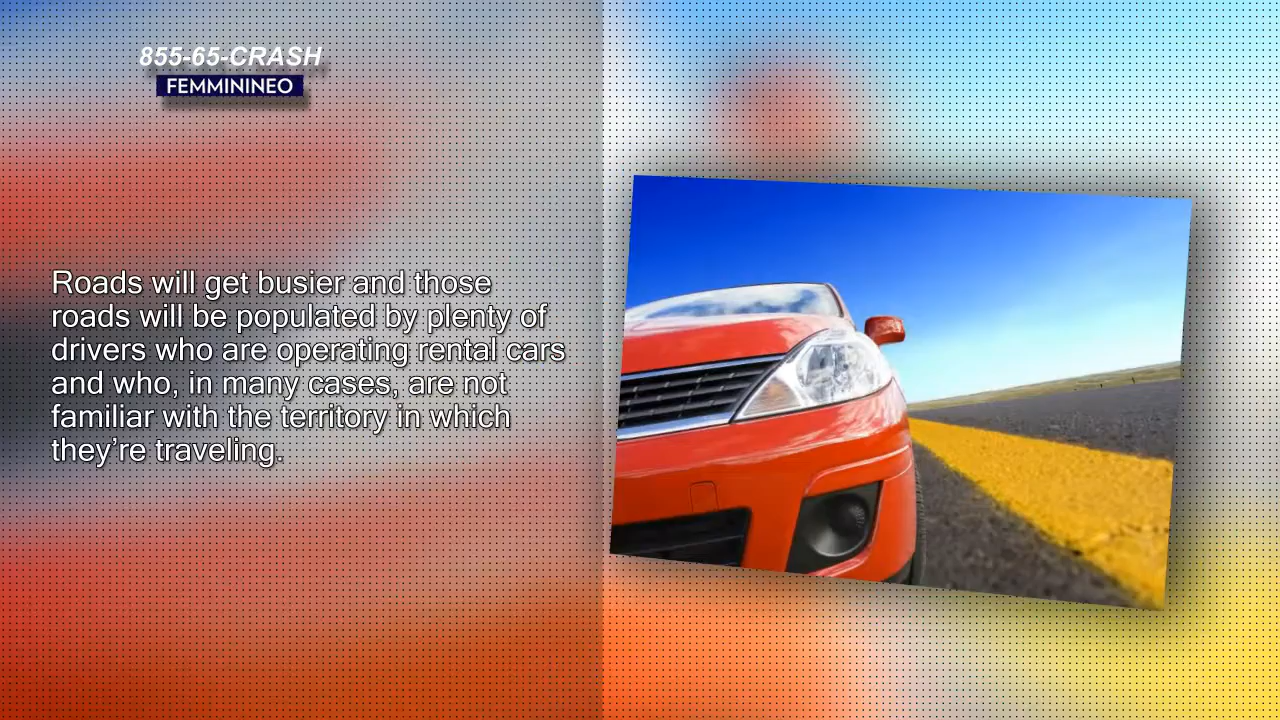 855-65-CRASH
FEMMININEO
Roads will get busier and those
roads will be populated by plenty of
drivers who are operating rental cars
and who, in many cases, are not
familiar with the territory in which
they’re traveling.